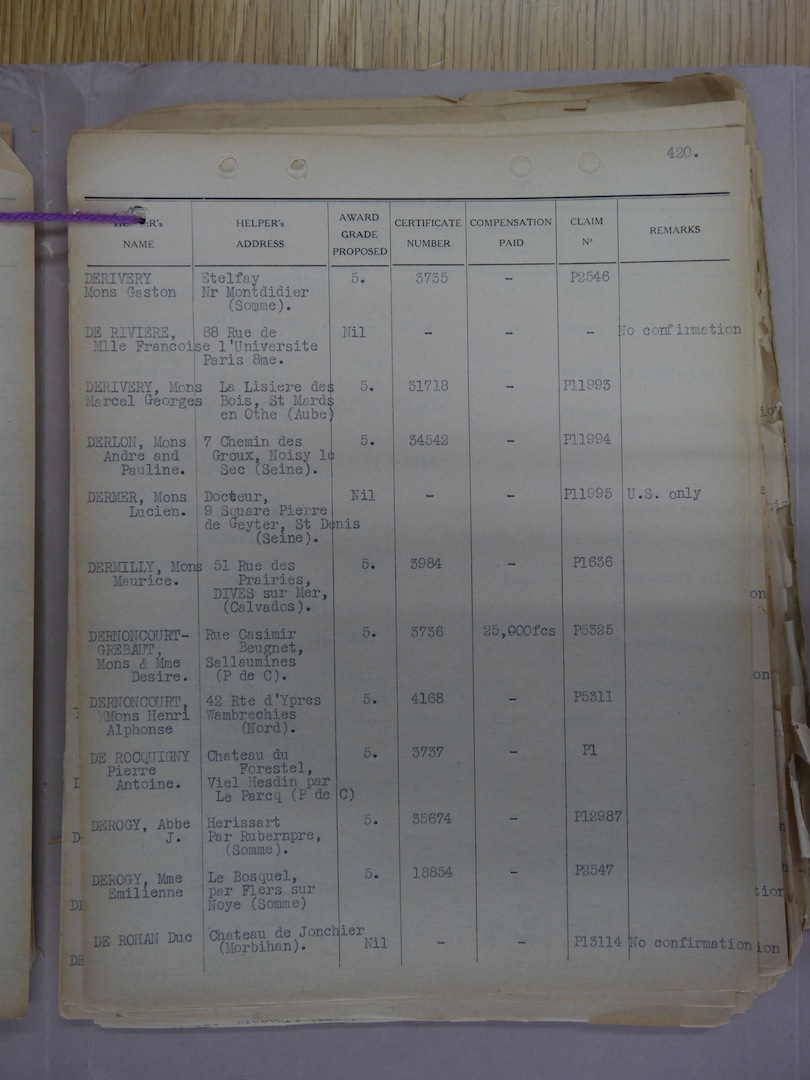 420.
HELPER's NAME HELPER's ADDRESS AWARD GRADE PROPOSED CERTIFICATE NUMBER COMPENSATION PAID CLAIM Nº REMARKS
DERIVERY Etelfay 5. 3735 - P2546
Mons Gaston Nr Montdidier
(Somme).
DE RIVIERE, 88 Rue de Nil - - - No confirmation
Mlle Francoise l'Universite
Paris 8me.
DERIVERY, Mons La Lisiere des 5. 31718 - P11993
Marcel Georges Bois, St Mards
en Othe (Aube)
DERLON, Mons 7 Chemin des 5. 34542 - P11994
Andre and Groux, Noisy le
Pauline. Sec (Seine).
DERMER, Mons Docteur, Nil - - P11995 U.S. only
Lucien. 9 Square Pierre
de Geyter, St Denis
(Seine).
DERMILLY, Mons 51 Rue des 5. 3984 - P1636
Maurice. Prairies,
DIVES sur Mer,
(Calvados).
DERNONCOURT- Rue Casimir 5. 3736 25,000fcs P5325
GREBAUT, Beugnet,
Mons & Mme Sallaumines
Desire. (P de C).
DERNONCOURT, 42 Rte d'Ypres 5. 4168 - P5311
Mons Henri Wambrechies
Alphonse (Nord).
DE ROCQUIGNY Chateau du 5. 3737 - P1
Pierre Forestel,
Antoine. Viel Hesdin par
Le Parcq (P de C)
DEROGY, Abbe Herissart 5. 35674 - P12987
J. Par Rubernpre,
(Somme).
DEROGY, Mme Le Bosquel, 5. 18854 - P2547
Emilienne par Flers sur
Noye (Somme)
DE ROHAN Duc Chateau de Jonchier Nil - - P13114 No confirmation
(Morbihan).